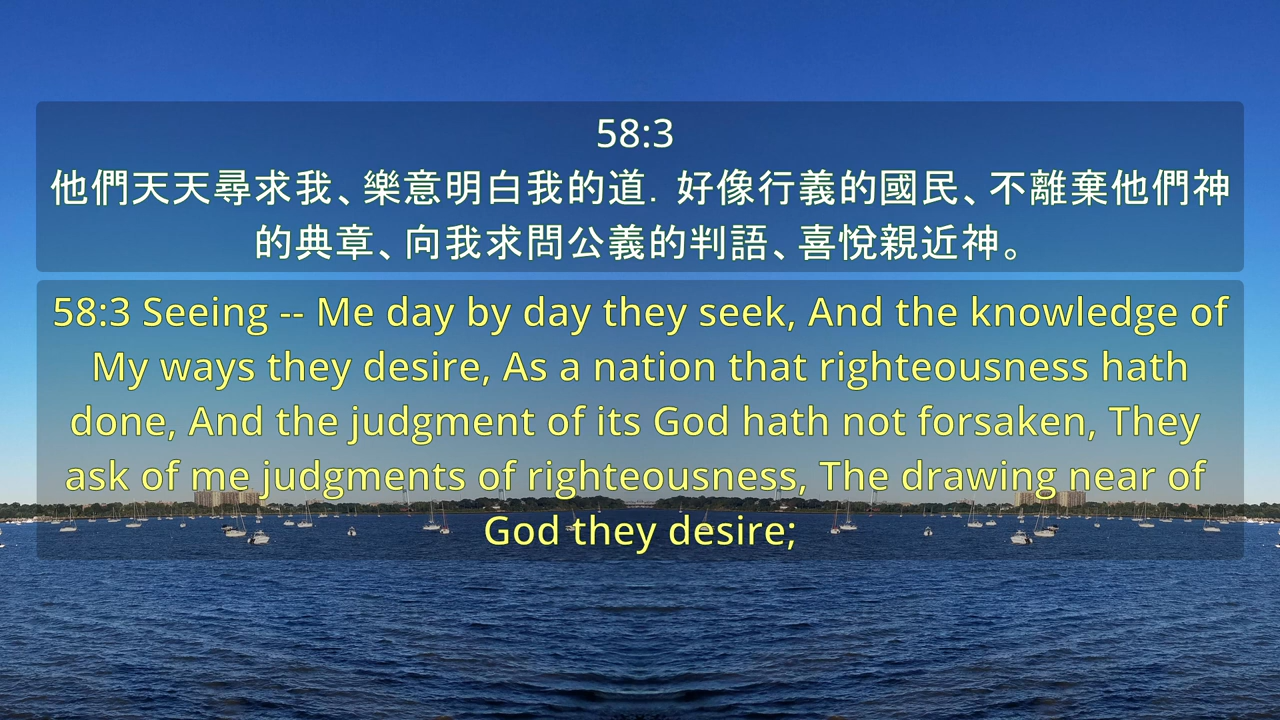 58:3
他們天天尋求我、樂意明白我的道．好像行義的國民、不離棄他們神
的典章、向我求問公義的判語、喜悅親近神。
58:3 Seeing -- Me day by day they seek, And the knowledge of
My ways they desire, As a nation that righteousness hath
done, And the judgment of its God hath not forsaken, They
ask of me judgments of righteousness, The drawing near of
God they desire;